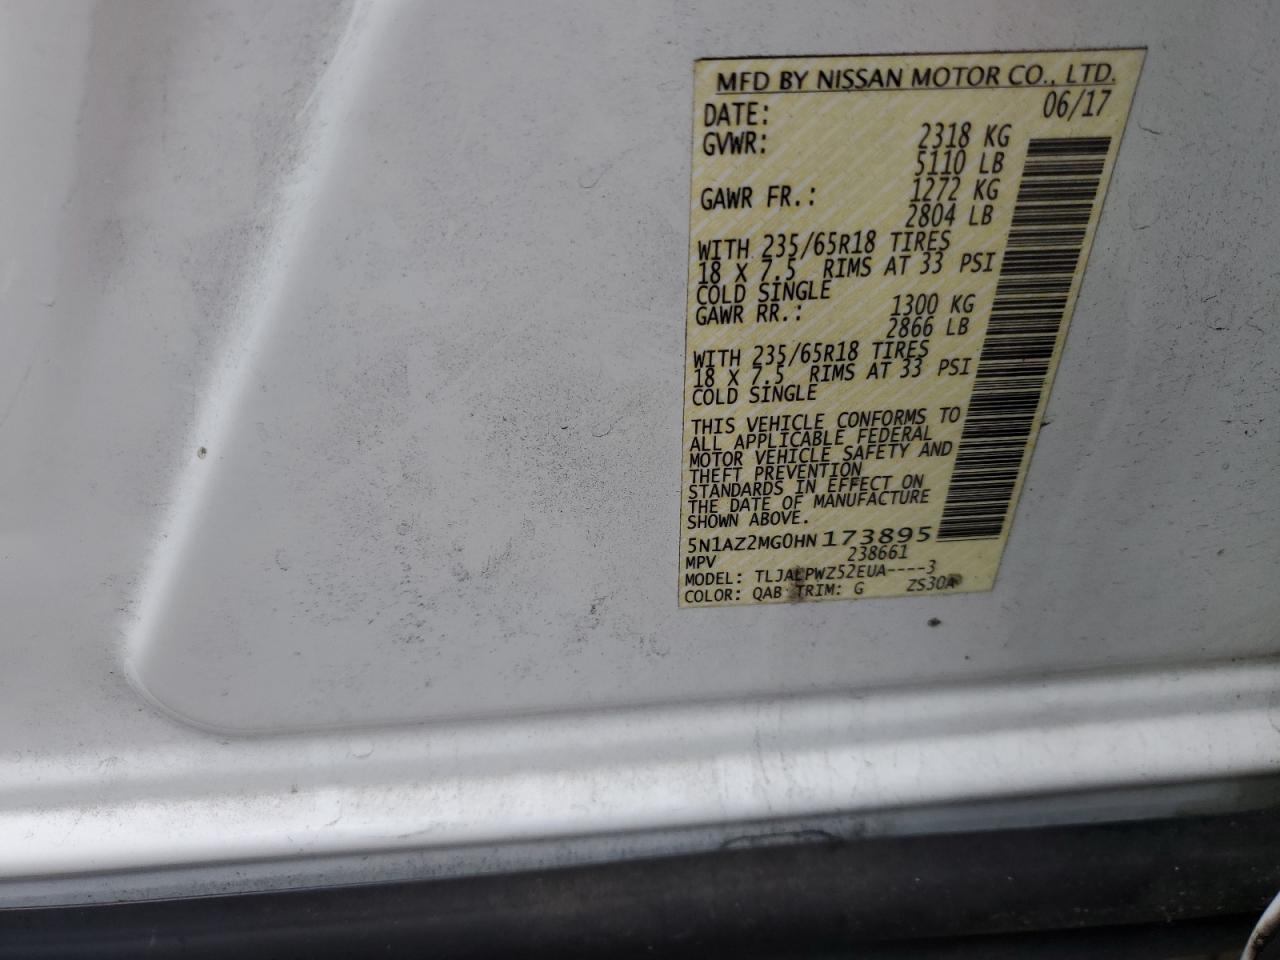 MFD BY NISSAN MOTOR CO., LTD.
DATE: 06/17
GVWR: 2318 KG
5110 LB
GAWR FR.: 1272 KG
2804 LB
WITH 235/65R18 TIRES
18 X 7.5 RIMS AT 33 PSI
COLD SINGLE
GAWR RR.: 1300 KG
2866 LB
WITH 235/65R18 TIRES
18 X 7.5 RIMS AT 33 PSI
COLD SINGLE
THIS VEHICLE CONFORMS TO
ALL APPLICABLE FEDERAL
MOTOR VEHICLE SAFETY AND
THEFT PREVENTION
STANDARDS IN EFFECT ON
THE DATE OF MANUFACTURE
SHOWN ABOVE.
5N1AZ2MG0HN 173895
MPV 238661
MODEL: TLJALPWZ52EUA----3
COLOR: QAB TRIM: G ZS30A